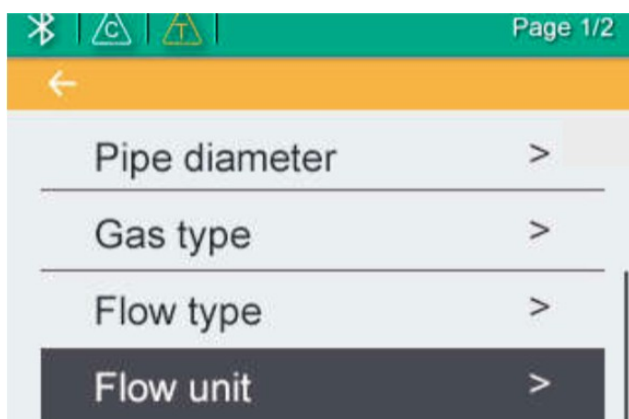 C T Page 1/2
Pipe diameter >
Gas type >
Flow type >
Flow unit >